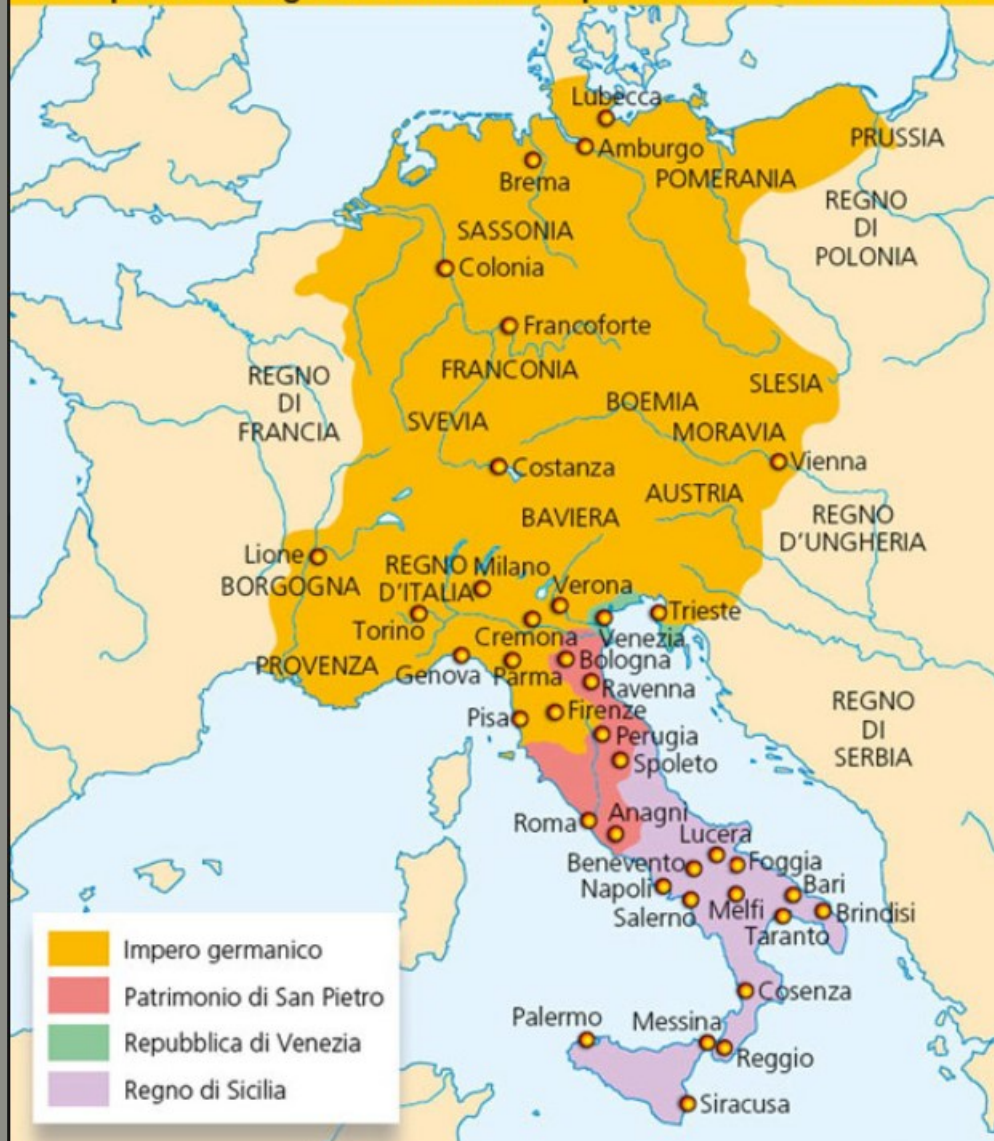 Lubecca
Amburgo
PRUSSIA
Brema
POMERANIA
REGNO
DI
POLONIA
SASSONIA
Colonia
Francoforte
FRANCONIA
REGNO
DI
FRANCIA
SLESIA
BOEMIA
SVEVIA
MORAVIA
Vienna
Costanza
AUSTRIA
BAVIERA
REGNO
D'UNGHERIA
Lione
BORGOGNA
REGNO
D'ITALIA
Milano
Verona
Trieste
Torino
Cremona
Venezia
PROVENZA
Genova
Parma
Bologna
Ravenna
Pisa
Firenze
Perugia
Spoleto
REGNO
DI
SERBIA
Roma
Anagni
Lucera
Benevento
Foggia
Napoli
Bari
Salerno
Melfi
Brindisi
Taranto
Cosenza
Palermo
Messina
Reggio
Siracusa
Impero germanico
Patrimonio di San Pietro
Repubblica di Venezia
Regno di Sicilia